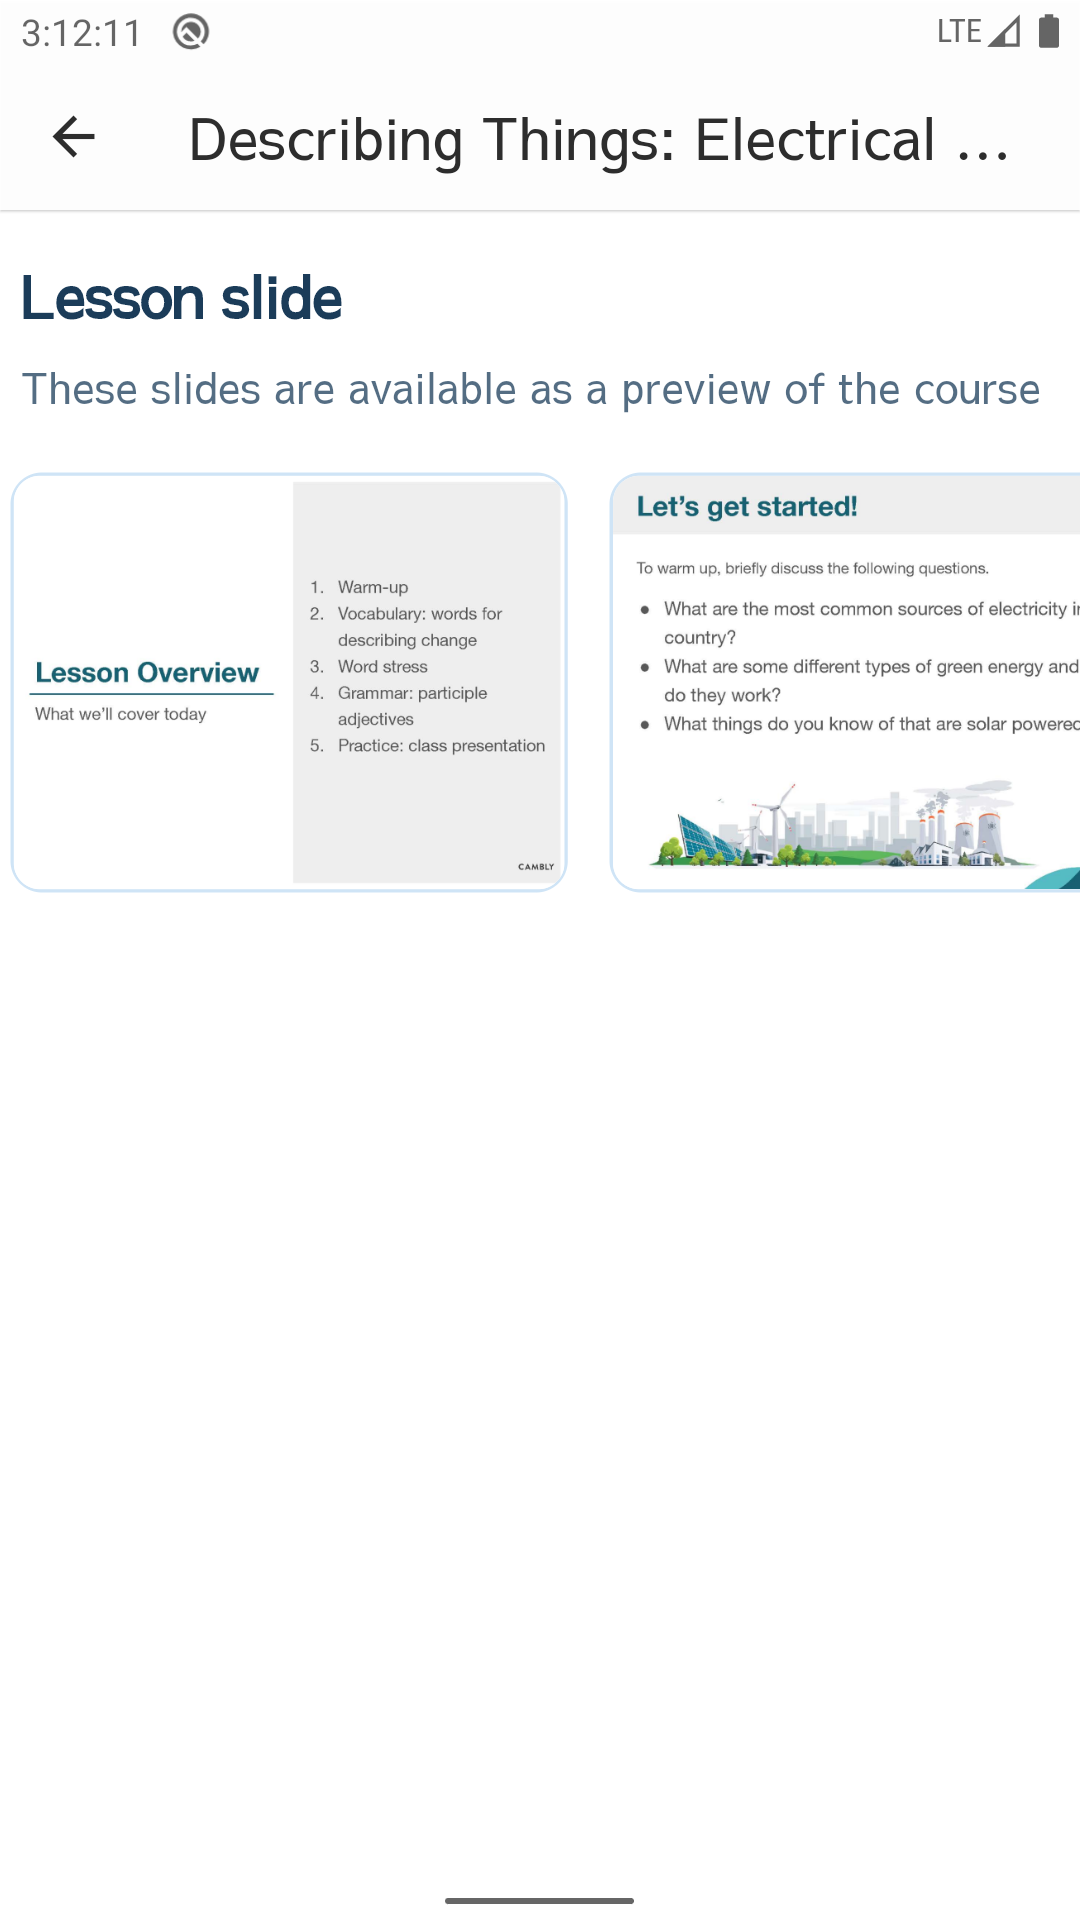 3:12:11
LTE
Describing Things: Electrical ...
Lesson slide
These slides are available as a preview of the course
Lesson Overview
What we'll cover today
1. Warm-up
2. Vocabulary: words for
describing change
3. Word stress
4. Grammar: participle
adjectives
5. Practice: class presentation
CAMBLY
Let's get started!
To warm up, briefly discuss the following questions.
• What are the most common sources of electricity
country?
• What are some different types of green energy and
do they work?
• What things do you know of that are solar